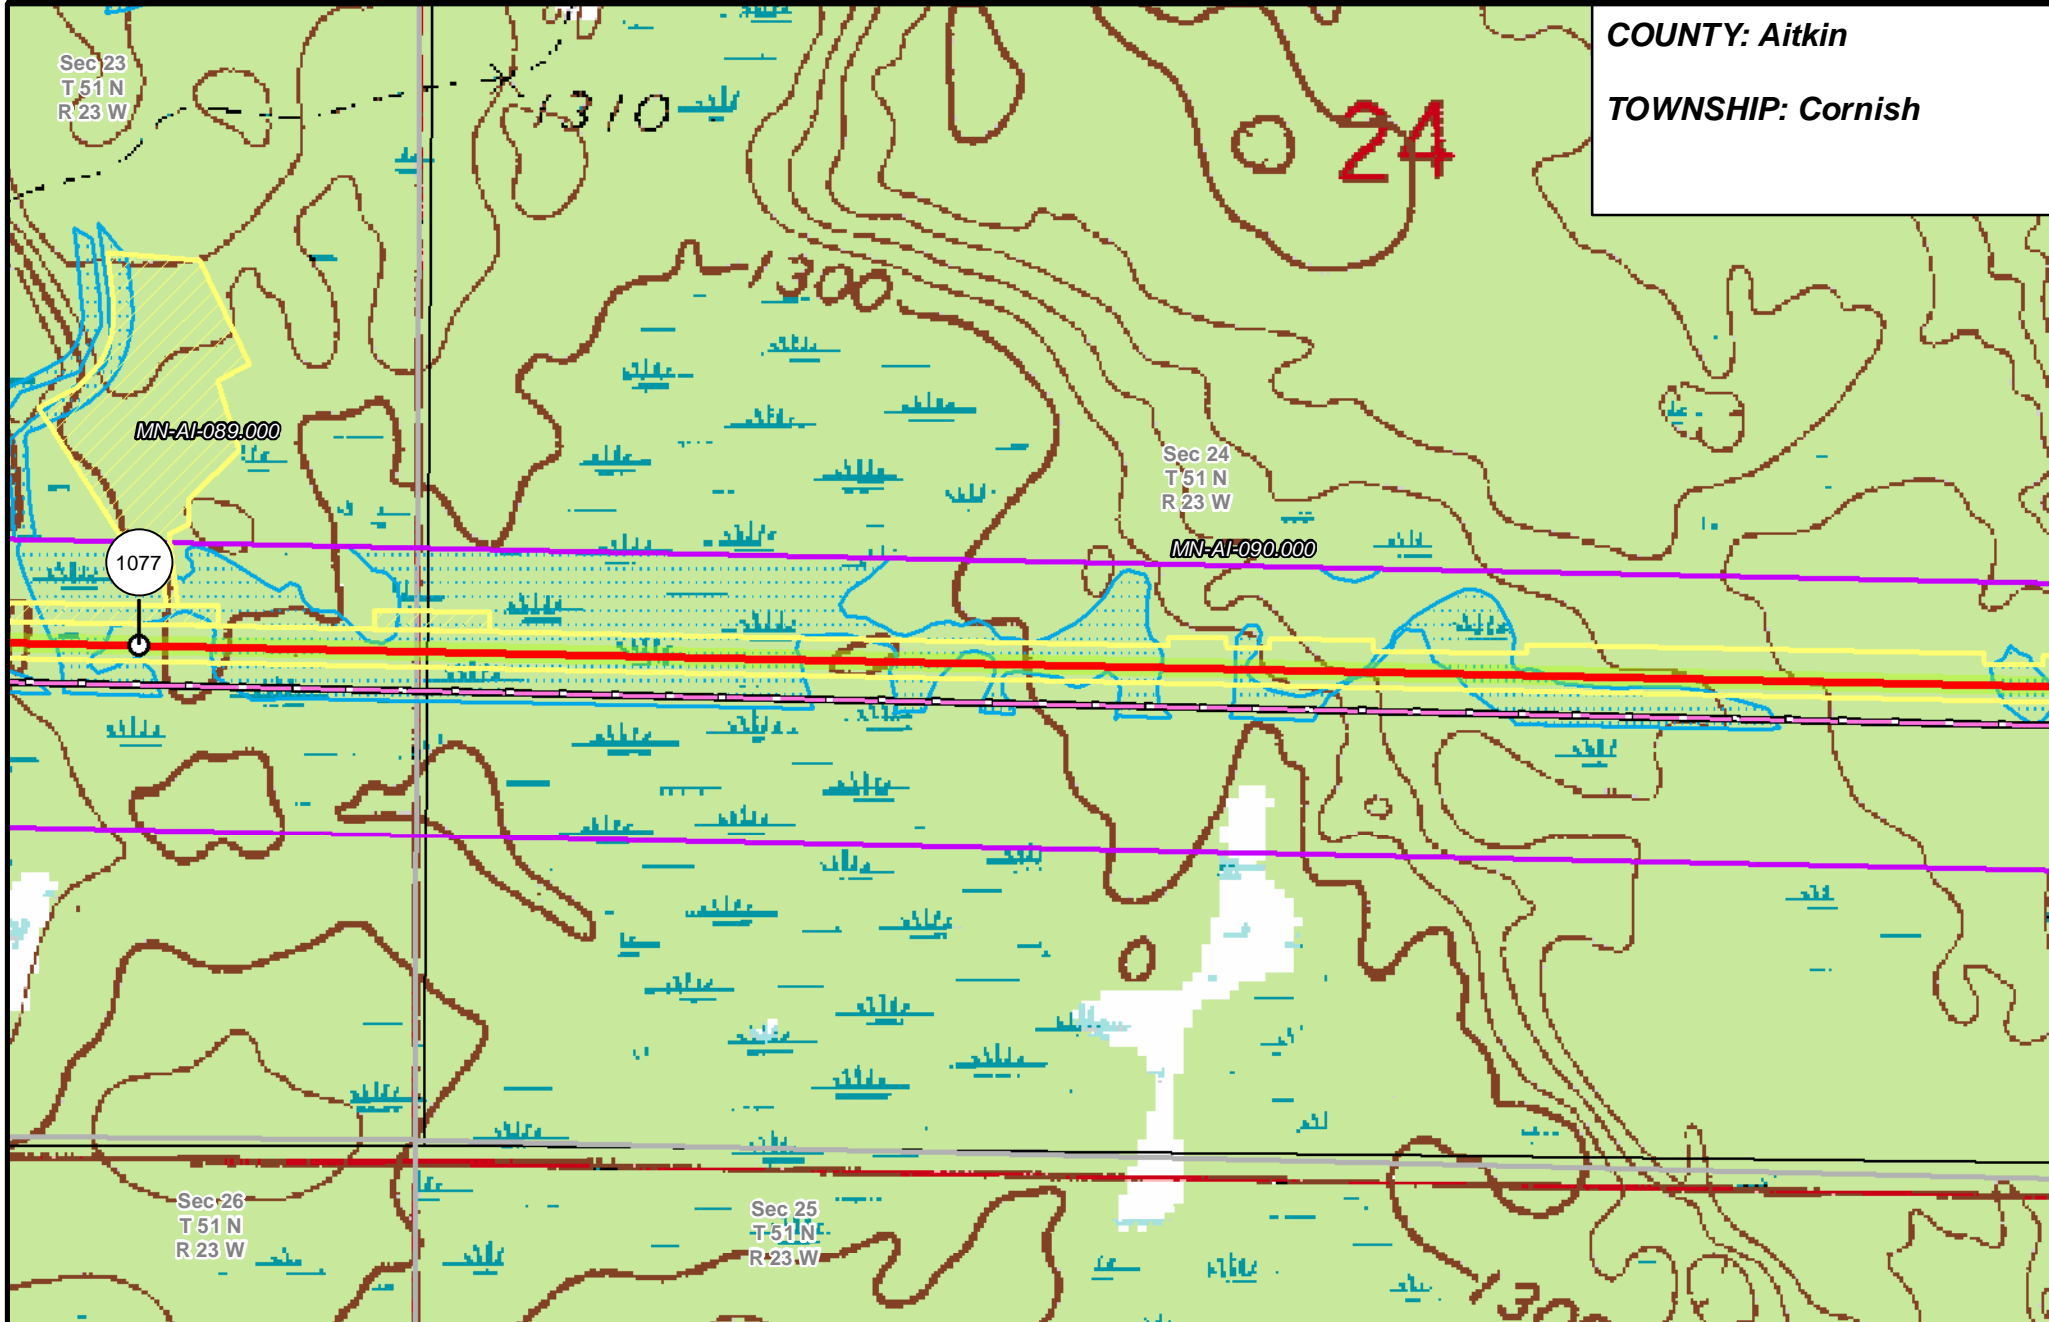 COUNTY: Aitkin
TOWNSHIP: Cornish
Sec 23
T 51 N
R 23 W
1310
24
1300
MN-AI-089.000
Sec 24
T 51 N
R 23 W
MN-AI-090.000
1077
Sec 26
T 51 N
R 23 W
Sec 25
T 51 N
R 23 W
1300